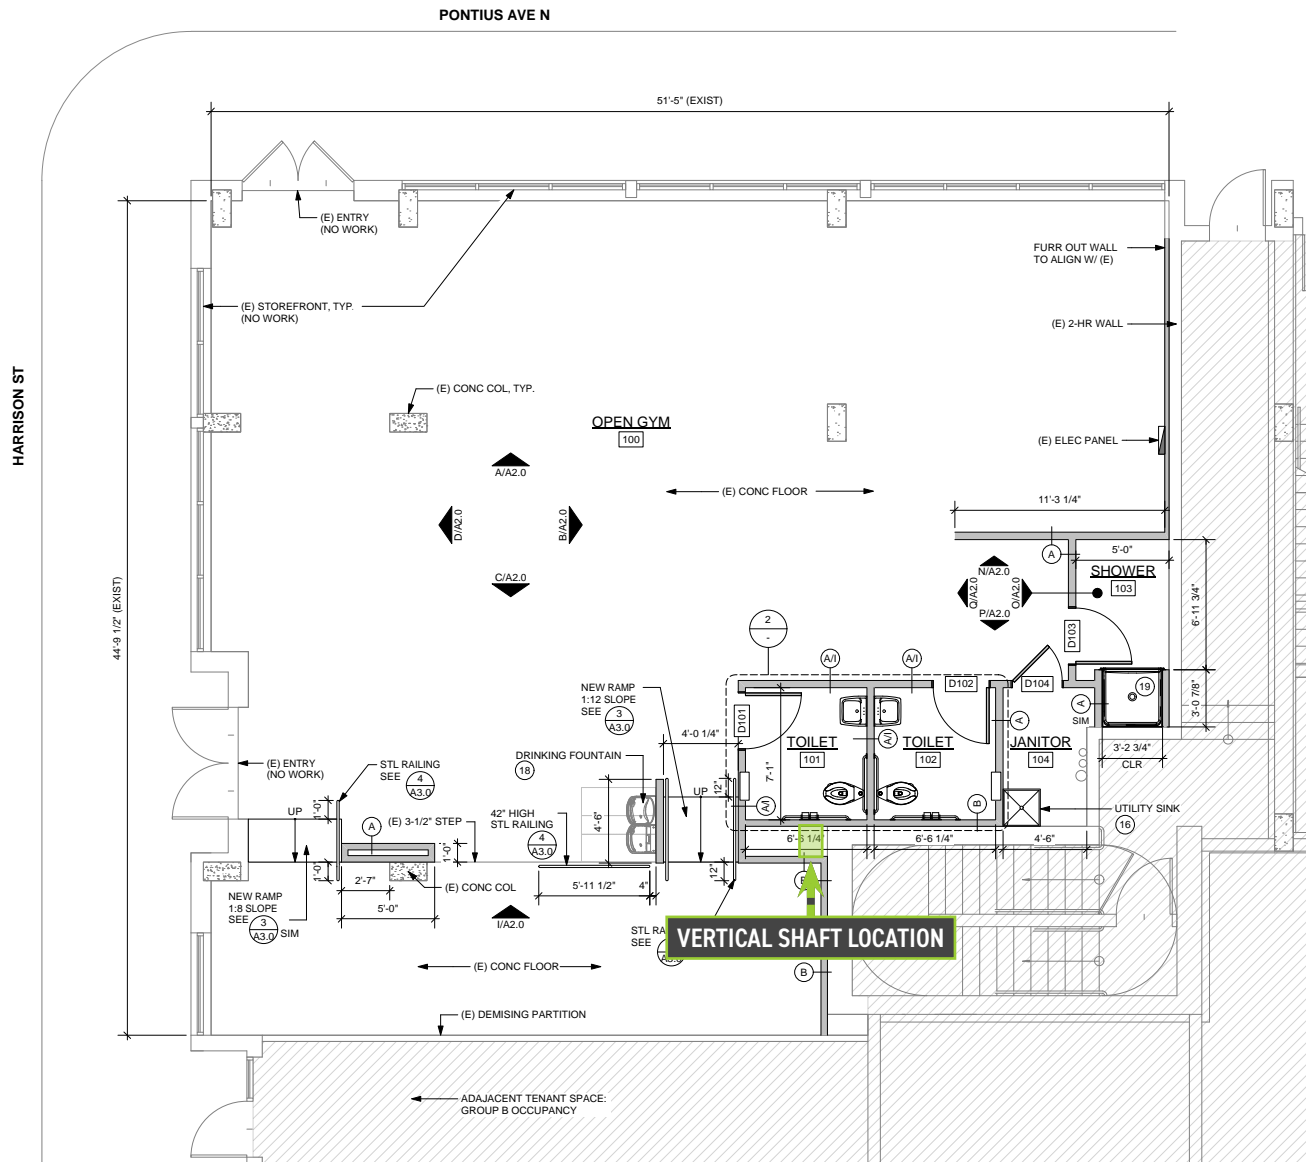 PONTIUS AVE N
51'-5" (EXIST)
(E) ENTRY
(NO WORK)
FURR OUT WALL
TO ALIGN W/ (E)
(E) STOREFRONT, TYP.
(NO WORK)
(E) 2-HR WALL
HARRISON ST
(E) CONC COL, TYP.
OPEN GYM
100
(E) ELEC PANEL
A/A2.0
(E) CONC FLOOR
11'-3 1/4"
D/A2.0
B/A2.0
C/A2.0
A
5'-0"
N/A2.0
SHOWER
103
Q/A2.0
O/A2.0
P/A2.0
6'-11 3/4"
44'-9 1/2" (EXIST)
2
-
D103
A/I
A/I
D102
D104
19
NEW RAMP
1:12 SLOPE
SEE
3
A3.0
D101
A
A
SIM
3'-0 7/8"
4'-0 1/4"
A/I
TOILET
101
TOILET
102
JANITOR
104
3'-2 3/4"
CLR
DRINKING FOUNTAIN
18
(E) ENTRY
(NO WORK)
STL RAILING
SEE
4
A3.0
7'-1"
12"
UP
A/I
B
UTILITY SINK
16
1'-0"
UP
A
(E) 3-1/2" STEP
42" HIGH
STL RAILING
4
A3.0
4'-6"
6'-6 1/4"
4'-6"
1'-0"
1'-0"
12"
NEW RAMP
1:8 SLOPE
SEE
3
A3.0
SIM
2'-7"
5'-0"
(E) CONC COL
5'-11 1/2"
4"
I/A2.0
STL RA
SEE
VERTICAL SHAFT LOCATION
(E) CONC FLOOR
B
(E) DEMISING PARTITION
ADAJACENT TENANT SPACE:
GROUP B OCCUPANCY